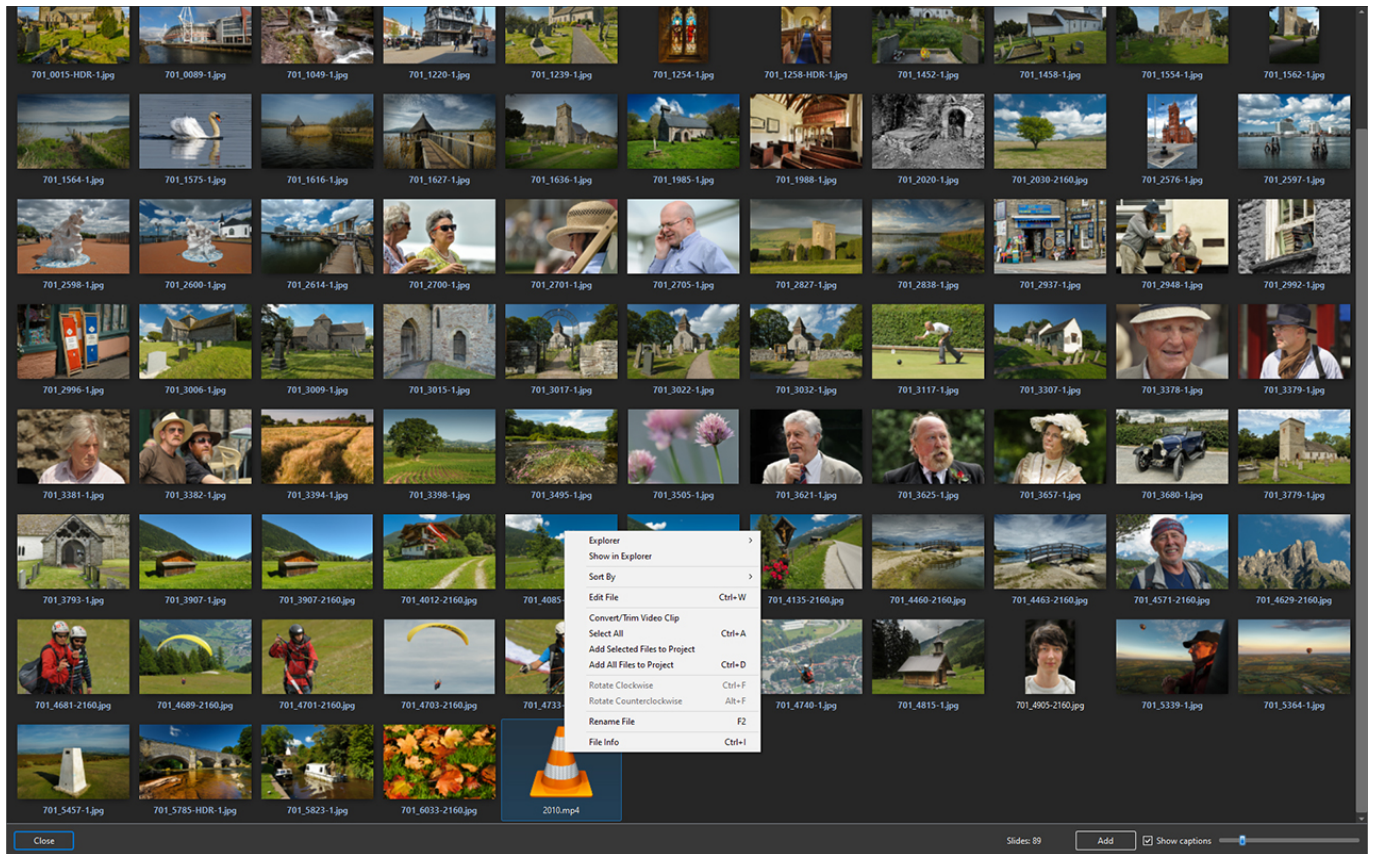 701_0015-HDR-1.jpg 701_0089-1.jpg 701_1049-1.jpg 701_1220-1.jpg 701_1239-1.jpg 701_1254-1.jpg 701_1258-HDR-1.jpg 701_1452-1.jpg 701_1458-1.jpg 701_1554-1.jpg 701_1562-1.jpg
701_1564-1.jpg 701_1575-1.jpg 701_1616-1.jpg 701_1627-1.jpg 701_1636-1.jpg 701_1985-1.jpg 701_1988-1.jpg 701_2020-1.jpg 701_2030-2160.jpg 701_2576-1.jpg 701_2597-1.jpg
701_2598-1.jpg 701_2600-1.jpg 701_2614-1.jpg 701_2700-1.jpg 701_2701-1.jpg 701_2705-1.jpg 701_2827-1.jpg 701_2838-1.jpg 701_2937-1.jpg 701_2948-1.jpg 701_2992-1.jpg
701_2996-1.jpg 701_3006-1.jpg 701_3009-1.jpg 701_3015-1.jpg 701_3017-1.jpg 701_3022-1.jpg 701_3032-1.jpg 701_3117-1.jpg 701_3307-1.jpg 701_3378-1.jpg 701_3379-1.jpg
701_3381-1.jpg 701_3382-1.jpg 701_3394-1.jpg 701_3398-1.jpg 701_3495-1.jpg 701_3505-1.jpg 701_3621-1.jpg 701_3625-1.jpg 701_3657-1.jpg 701_3680-1.jpg 701_3779-1.jpg
701_3793-1.jpg 701_3907-1.jpg 701_3907-2160.jpg 701_4012-2160.jpg 701_4085- 701_4135-2160.jpg 701_4460-2160.jpg 701_4463-2160.jpg 701_4571-2160.jpg 701_4629-2160.jpg
701_4681-2160.jpg 701_4689-2160.jpg 701_4701-2160.jpg 701_4703-2160.jpg 701_4733- 701_4740-1.jpg 701_4815-1.jpg 701_4905-2160.jpg 701_5339-1.jpg 701_5364-1.jpg
701_5457-1.jpg 701_5785-HDR-1.jpg 701_5823-1.jpg 701_6033-2160.jpg 2010.mp4
Explorer
Show in Explorer
Sort By
Edit File Ctrl+W
Convert/Trim Video Clip
Select All Ctrl+A
Add Selected Files to Project
Add All Files to Project Ctrl+D
Rotate Clockwise Ctrl+F
Rotate Counterclockwise Alt+F
Rename File F2
File Info Ctrl+I
Close Slides: 89 Add Show captions